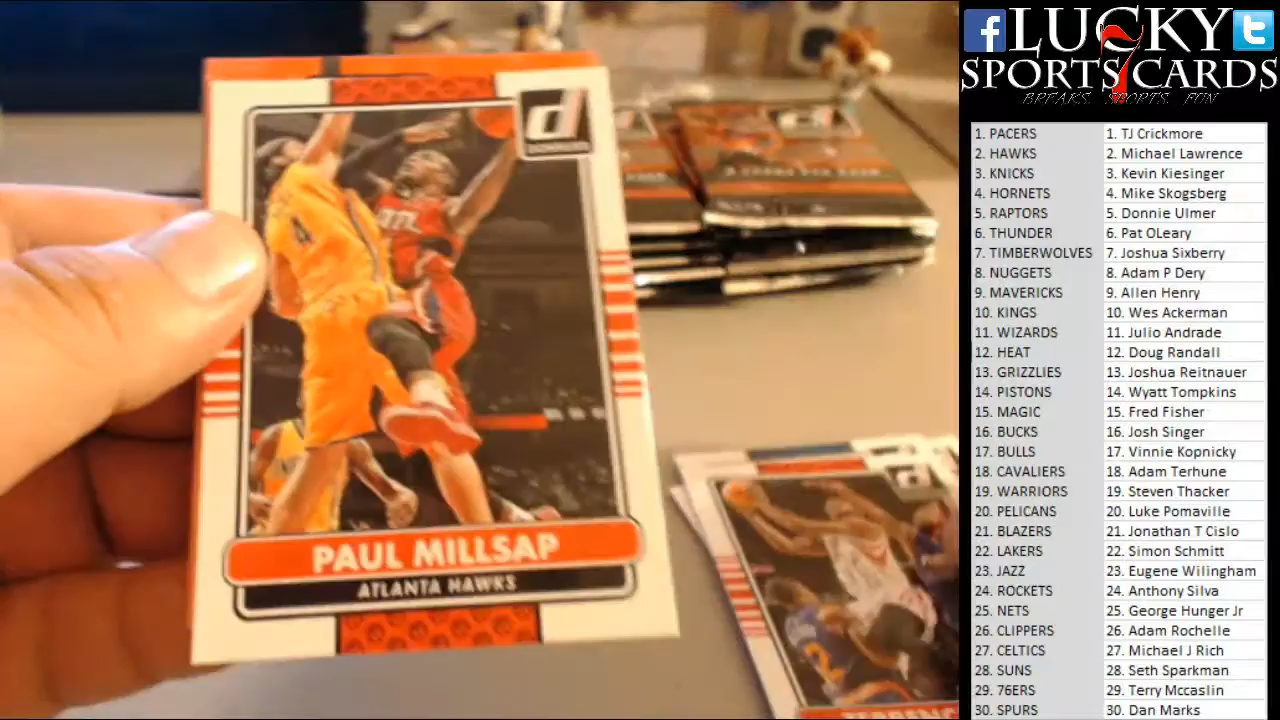 LUCKY
7
SPORTS CARDS
BREAKS SPORTS FUN
d
DONRUSS
4
ATL
PAUL MILLSAP
ATLANTA HAWKS
2
1. PACERS 1. TJ Crickmore
2. HAWKS 2. Michael Lawrence
3. KNICKS 3. Kevin Kiesinger
4. HORNETS 4. Mike Skogsberg
5. RAPTORS 5. Donnie Ulmer
6. THUNDER 6. Pat OLeary
7. TIMBERWOLVES 7. Joshua Sixberry
8. NUGGETS 8. Adam P Dery
9. MAVERICKS 9. Allen Henry
10. KINGS 10. Wes Ackerman
11. WIZARDS 11. Julio Andrade
12. HEAT 12. Doug Randall
13. GRIZZLIES 13. Joshua Reitnauer
14. PISTONS 14. Wyatt Tompkins
15. MAGIC 15. Fred Fisher
16. BUCKS 16. Josh Singer
17. BULLS 17. Vinnie Kopnicky
18. CAVALIERS 18. Adam Terhune
19. WARRIORS 19. Steven Thacker
20. PELICANS 20. Luke Pomaville
21. BLAZERS 21. Jonathan T Cislo
22. LAKERS 22. Simon Schmitt
23. JAZZ 23. Eugene Wilingham
24. ROCKETS 24. Anthony Silva
25. NETS 25. George Hunger Jr
26. CLIPPERS 26. Adam Rochelle
27. CELTICS 27. Michael J Rich
28. SUNS 28. Seth Sparkman
29. 76ERS 29. Terry Mccaslin
30. SPURS 30. Dan Marks